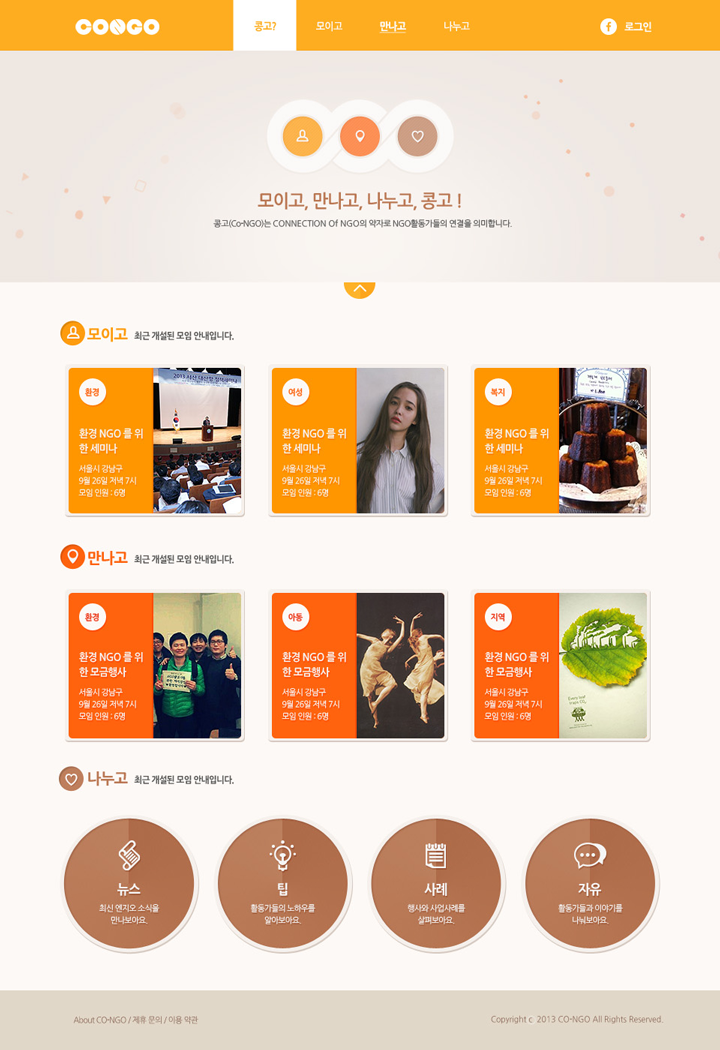 CO•NGO
콩고?
모이고
만나고
나누고
로그인
모이고, 만나고, 나누고, 콩고 !
콩고(Co•NGO)는 CONNECTION Of NGO의 약자로 NGO활동가들의 연결을 의미합니다.
모이고 최근 개설된 모임 안내입니다.
환경
환경 NGO 를 위
한 세미나
서울시 강남구
9월 26일 저녁 7시
모임 인원 : 6명
여성
환경 NGO 를 위
한 세미나
서울시 강남구
9월 26일 저녁 7시
모임 인원 : 6명
복지
환경 NGO 를 위
한 세미나
서울시 강남구
9월 26일 저녁 7시
모임 인원 : 6명
만나고 최근 개설된 모임 안내입니다.
환경
환경 NGO 를 위
한 모금행사
서울시 강남구
9월 26일 저녁 7시
모임 인원 : 6명
아동
환경 NGO 를 위
한 모금행사
서울시 강남구
9월 26일 저녁 7시
모임 인원 : 6명
지역
환경 NGO 를 위
한 모금행사
서울시 강남구
9월 26일 저녁 7시
모임 인원 : 6명
나누고 최근 개설된 모임 안내입니다.
뉴스
최신 엔지오 소식을
만나보아요.
팁
활동가들의 노하우를
알아보아요.
사례
행사와 사업사례를
살펴보아요.
자유
활동가들과 이야기를
나눠보아요.
About CO•NGO / 제휴 문의 / 이용 약관
Copyright c 2013 CO•NGO All Rights Reserved.